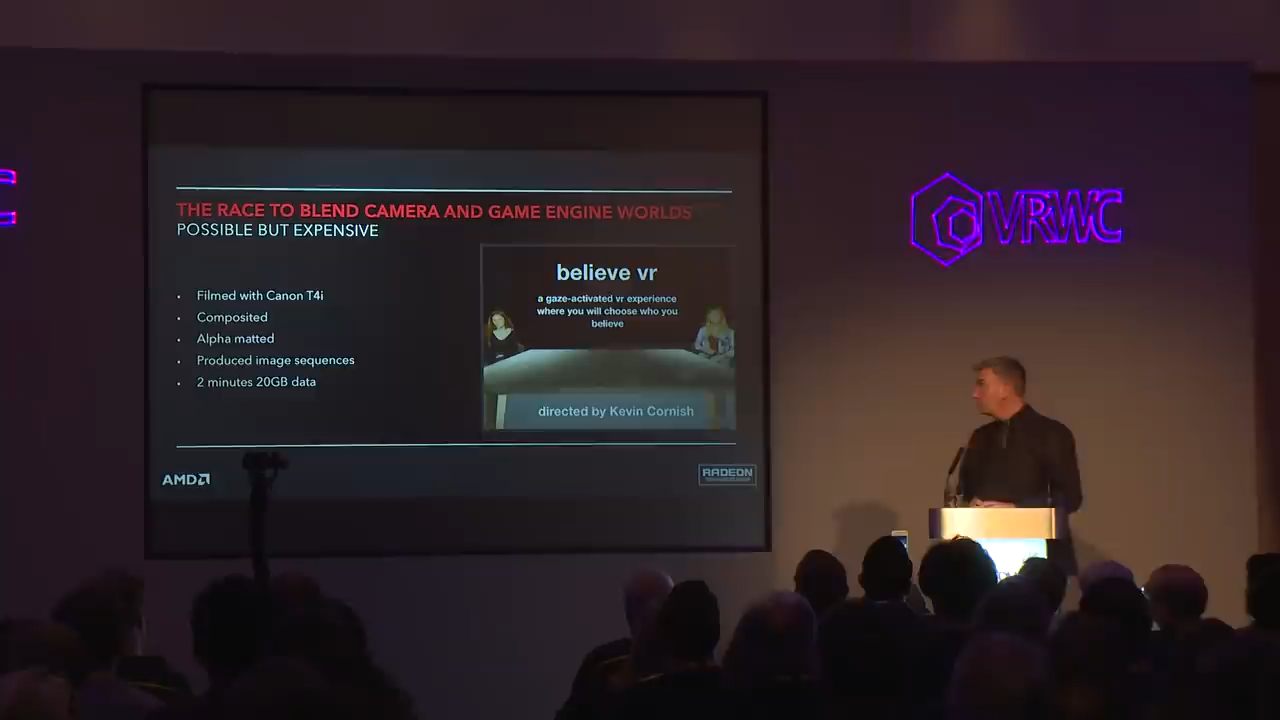 THE RACE TO BLEND CAMERA AND GAME ENGINE WORLDS
POSSIBLE BUT EXPENSIVE
• Filmed with Canon T4i
• Composited
• Alpha matted
• Produced image sequences
• 2 minutes 20GB data
believe vr
a gaze-activated vr experience
where you will choose who you
believe
directed by Kevin Cornish
AMD
RADEON
VRWC
C